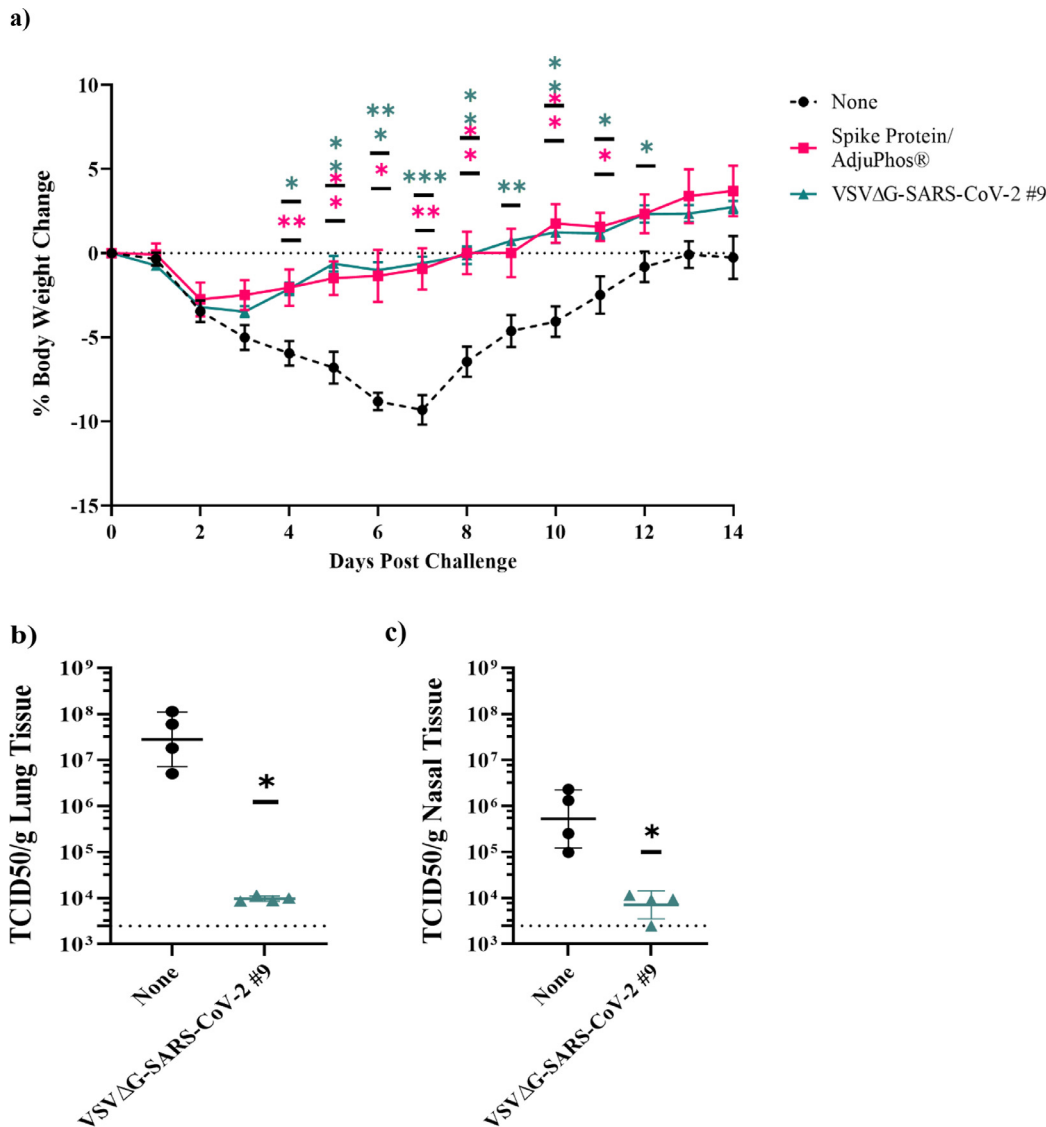 a)
10
5
0
-5
-10
-15
% Body Weight Change
0 2 4 6 8 10 12 14
Days Post Challenge
* ** * * * * ** * * *** ** * * * * ** * * * * * * *
None
Spike Protein/
AdjuPhos®
VSVΔG-SARS-CoV-2 #9
b)
TCID50/g Lung Tissue
10⁹
10⁸
10⁷
10⁶
10⁵
10⁴
10³
*
None
VSVΔG-SARS-CoV-2 #9
c)
TCID50/g Nasal Tissue
10⁹
10⁸
10⁷
10⁶
10⁵
10⁴
10³
*
None
VSVΔG-SARS-CoV-2 #9